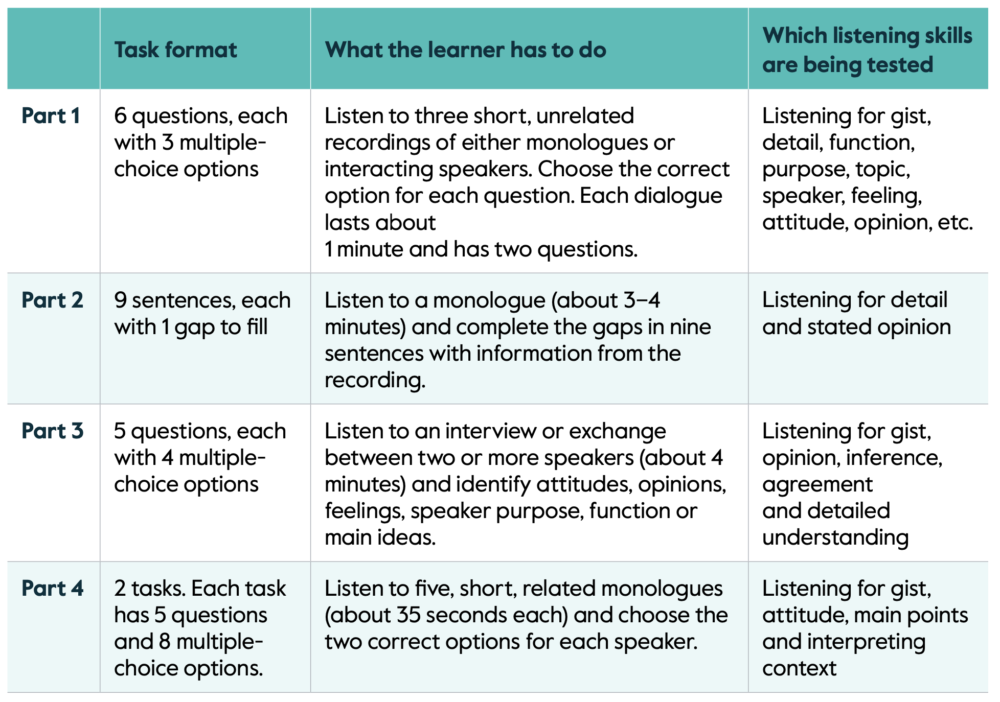 Task format
What the learner has to do
Which listening skills
are being tested
Part 1
6 questions, each
with 3 multiple-
choice options
Listen to three short, unrelated
recordings of either monologues or
interacting speakers. Choose the correct
option for each question. Each dialogue
lasts about
1 minute and has two questions.
Listening for gist,
detail, function,
purpose, topic,
speaker, feeling,
attitude, opinion, etc.
Part 2
9 sentences, each
with 1 gap to fill
Listen to a monologue (about 3–4
minutes) and complete the gaps in nine
sentences with information from the
recording.
Listening for detail
and stated opinion
Part 3
5 questions, each
with 4 multiple-
choice options
Listen to an interview or exchange
between two or more speakers (about 4
minutes) and identify attitudes, opinions,
feelings, speaker purpose, function or
main ideas.
Listening for gist,
opinion, inference,
agreement
and detailed
understanding
Part 4
2 tasks. Each task
has 5 questions
and 8 multiple-
choice options.
Listen to five, short, related monologues
(about 35 seconds each) and choose the
two correct options for each speaker.
Listening for gist,
attitude, main points
and interpreting
context